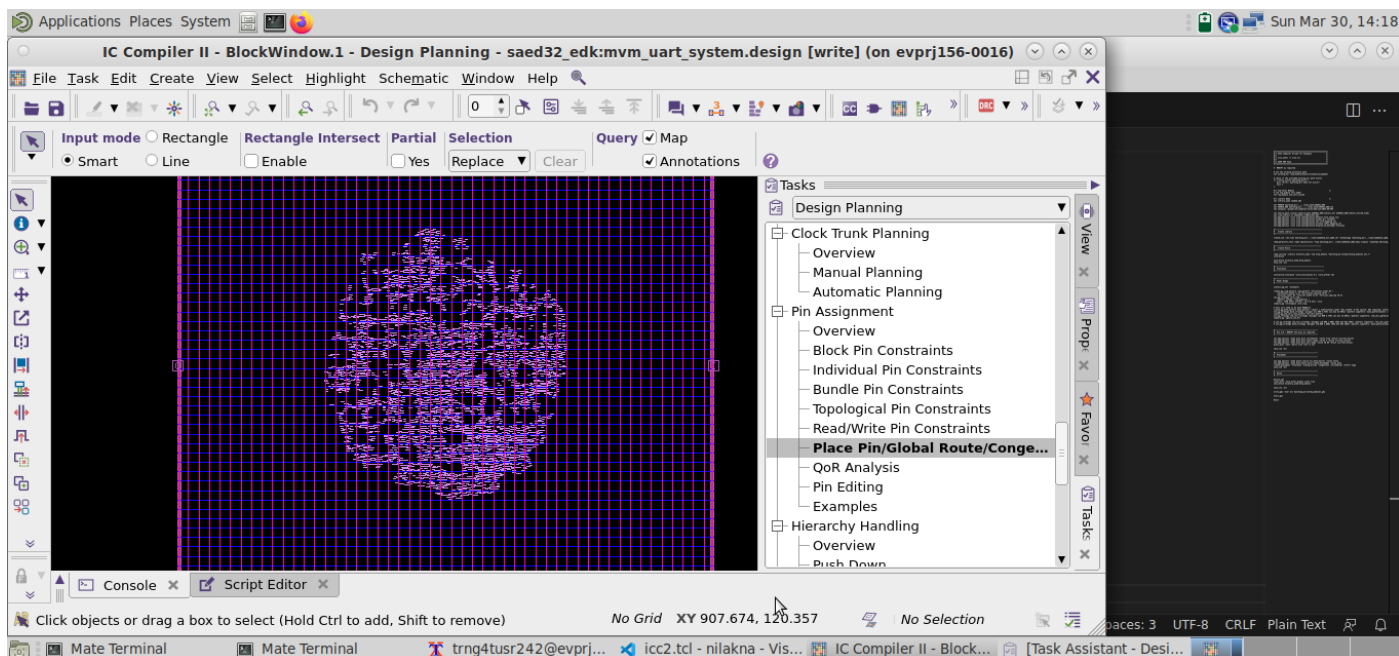 Applications Places System
Sun Mar 30, 14:18
IC Compiler II - BlockWindow.1 - Design Planning - saed32_edk:mvm_uart_system.design [write] (on evprj156-0016)
File Task Edit Create View Select Highlight Schematic Window Help
0
CC
DRC
» »
Input mode Rectangle Rectangle Intersect Partial Selection Query Map
Smart Line Enable Yes Replace Clear Annotations
Tasks
Design Planning
Clock Trunk Planning
Overview
Manual Planning
Automatic Planning
Pin Assignment
Overview
Block Pin Constraints
Individual Pin Constraints
Bundle Pin Constraints
Topological Pin Constraints
Read/Write Pin Constraints
Place Pin/Global Route/Conge...
QoR Analysis
Pin Editing
Examples
Hierarchy Handling
Overview
Push Down
View
Prope
Favor
Tasks
Console Script Editor
Click objects or drag a box to select (Hold Ctrl to add, Shift to remove) No Grid XY 907.674, 120.357 No Selection
paces: 3 UTF-8 CRLF Plain Text
Mate Terminal Mate Terminal trng4tusr242@evprj... icc2.tcl - nilakna - Vis... IC Compiler II - Block... [Task Assistant - Desi...